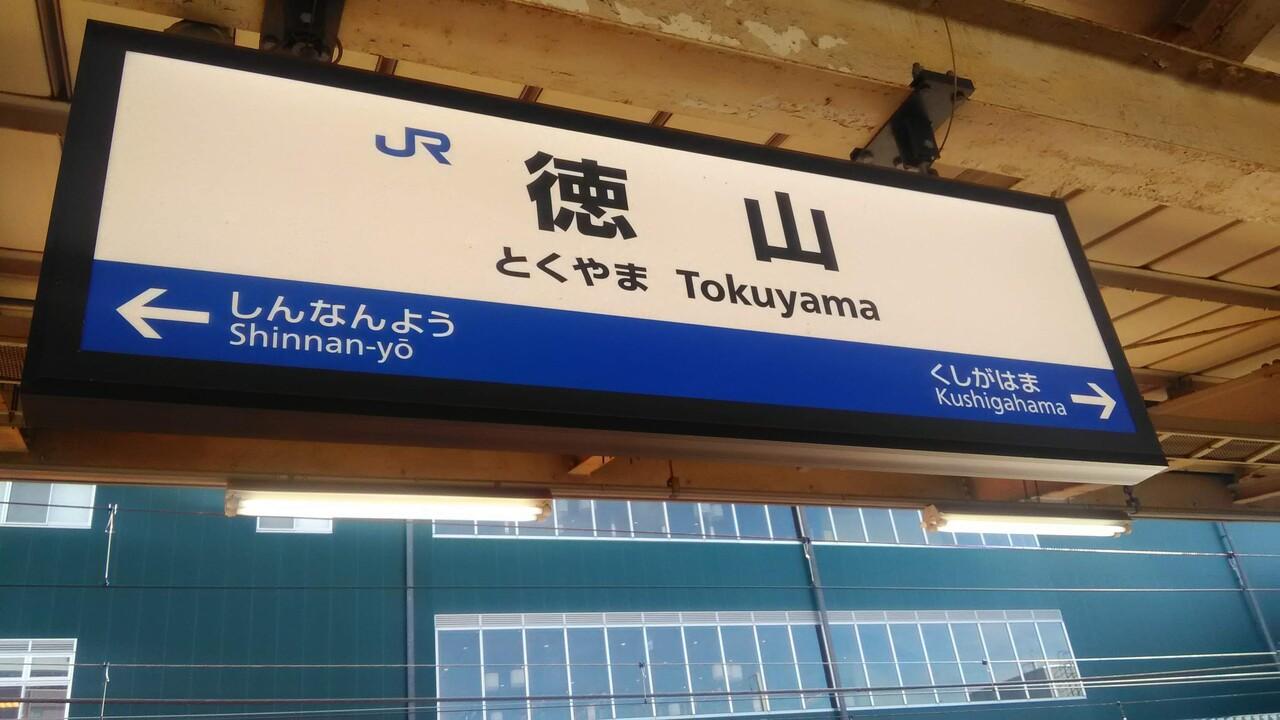 JR
徳山
とくやま Tokuyama
しんなんよう
Shinnan-yō
くしがはま
Kushigahama